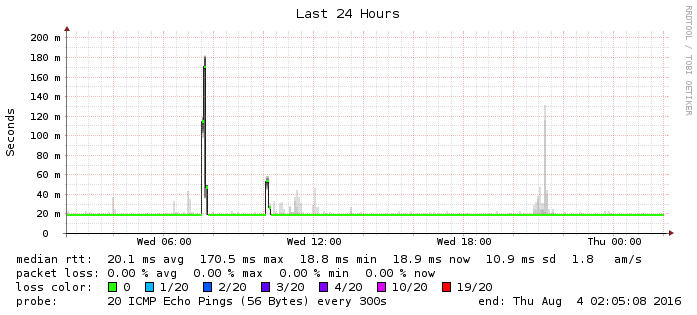 Last 24 Hours
RRDTOOL / TOBI OETIKER
Seconds
200 m
180 m
160 m
140 m
120 m
100 m
80 m
60 m
40 m
20 m
0
Wed 06:00 Wed 12:00 Wed 18:00 Thu 00:00
median rtt: 20.1 ms avg 170.5 ms max 18.8 ms min 18.9 ms now 10.9 ms sd 1.8 am/s
packet loss: 0.00 % avg 0.00 % max 0.00 % min 0.00 % now
loss color: 0 1/20 2/20 3/20 4/20 10/20 19/20
probe: 20 ICMP Echo Pings (56 Bytes) every 300s end: Thu Aug 4 02:05:08 2016